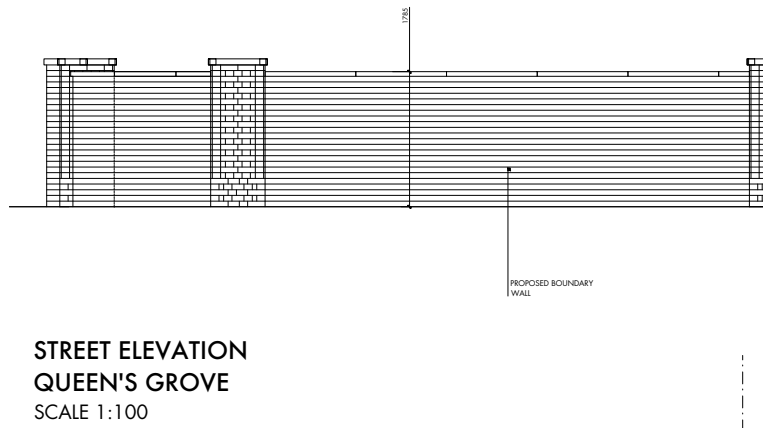 1785
PROPOSED BOUNDARY
WALL
STREET ELEVATION
QUEEN'S GROVE
SCALE 1:100